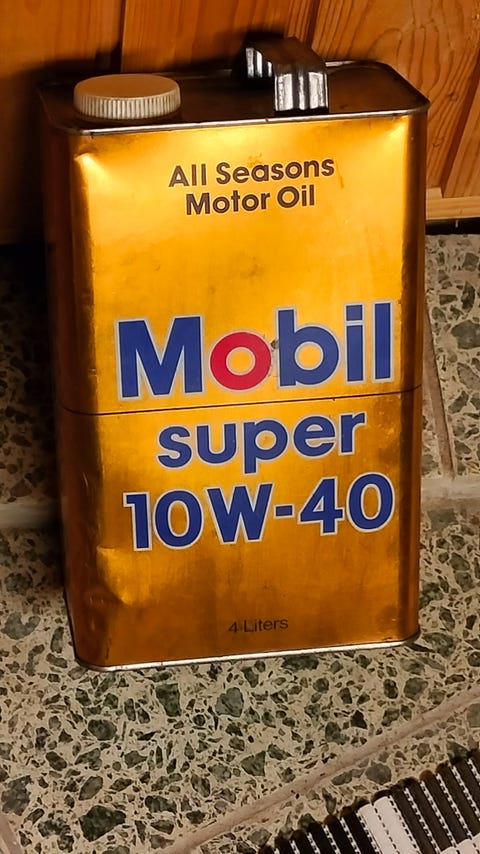 All Seasons
Motor Oil
Mobil
super
10W-40
4 Liters